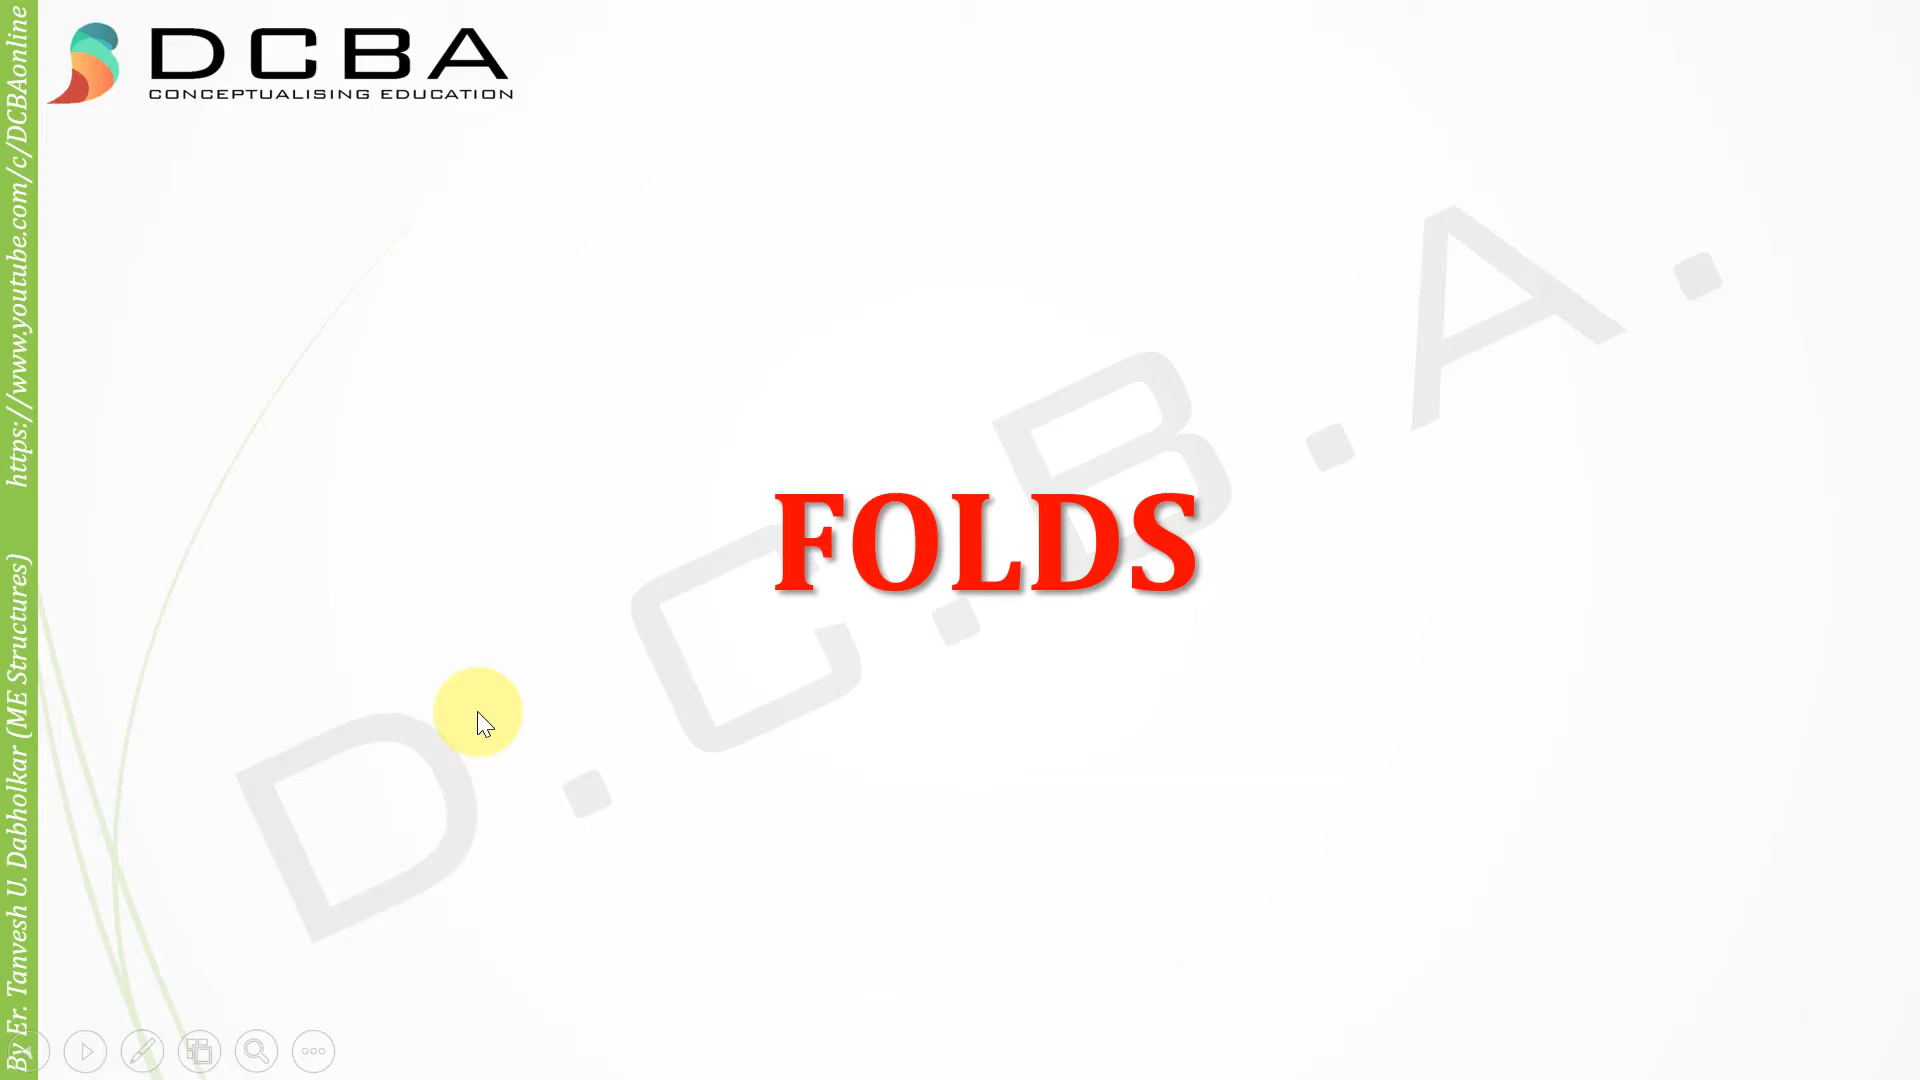 DCBA
CONCEPTUALISING EDUCATION
D.C.B.A.
FOLDS
By Er. Tanvesh U. Dabholkar (ME Structures) https://www.youtube.com/c/DCBAonline